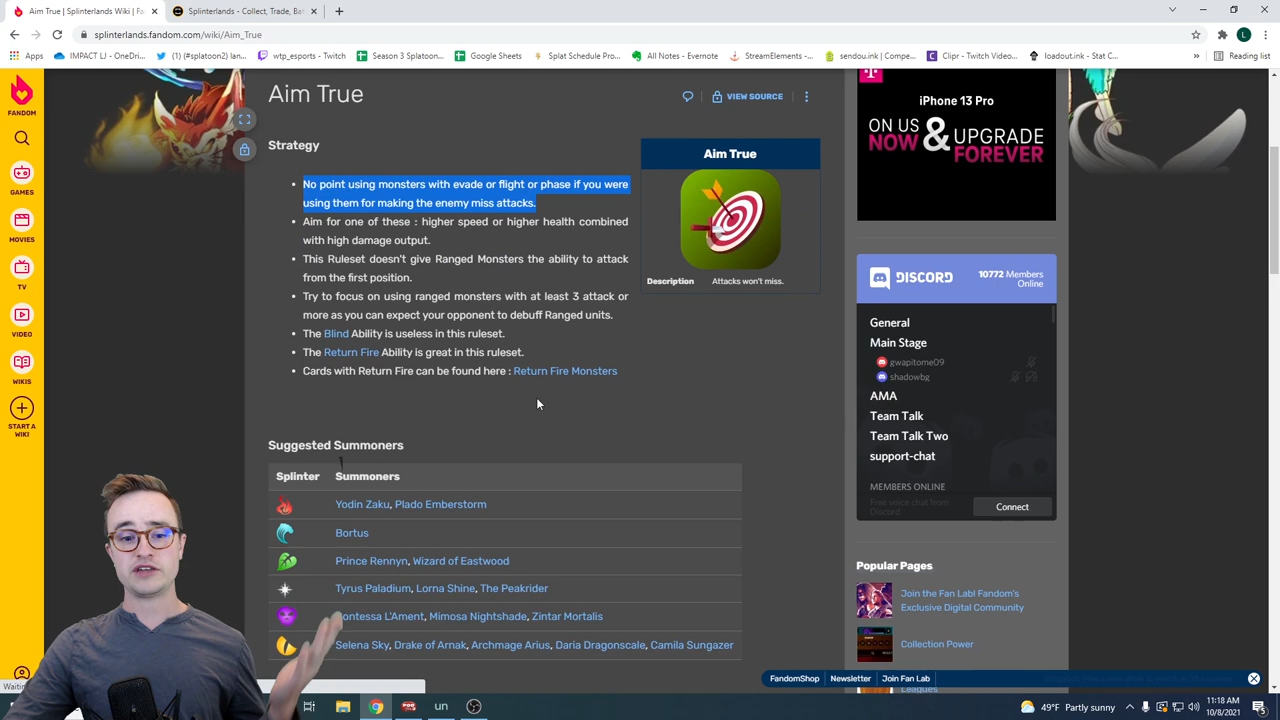 Aim True | Splinterlands Wiki | F
Splinterlands - Collect, Trade, Bat
splinterlands.fandom.com/wiki/Aim_True
Apps
IMPACT LJ - OneDri...
(1) (#splatoon2) (...
wtp_esports - Twitch
Season 3 Splatoon...
Google Sheets
Splat Schedule Pro...
All Notes - Evernote
StreamElements -...
sendou.ink | Compe...
Clipr - Twitch Video...
loadout.ink - Stat C...
»
Reading list
FANDOM
GAMES
MOVIES
TV
VIDEO
WIKIS
START A
WIKI
Aim True
VIEW SOURCE
Strategy
No point using monsters with evade or flight or phase if you were
using them for making the enemy miss attacks.
Aim for one of these : higher speed or higher health combined
with high damage output.
This Ruleset doesn't give Ranged Monsters the ability to attack
from the first position.
Try to focus on using ranged monsters with at least 3 attack or
more as you can expect your opponent to debuff Ranged units.
The Blind Ability is useless in this ruleset.
The Return Fire Ability is great in this ruleset.
Cards with Return Fire can be found here : Return Fire Monsters
Aim True
Description Attacks won't miss.
Suggested Summoners
Splinter Summoners
Yodin Zaku, Plado Emberstorm
Bortus
Prince Rennyn, Wizard of Eastwood
Tyrus Paladium, Lorna Shine, The Peakrider
Contessa L'Ament, Mimosa Nightshade, Zintar Mortalis
Selena Sky, Drake of Arnak, Archmage Arius, Daria Dragonscale, Camila Sungazer
iPhone 13 Pro
ON US
NOW & UPGRADE
FOREVER
DISCORD
10772 Members
Online
General
Main Stage
gwapitome09
shadowbg
AMA
Team Talk
Team Talk Two
support-chat
MEMBERS ONLINE
Free voice chat from
Discord
Connect
Popular Pages
Join the Fan Lab! Fandom's
Exclusive Digital Community
Collection Power
Leagues
FandomShop
Newsletter
Join Fan Lab
Waitin
un
49°F Partly sunny
11:18 AM
10/8/2021